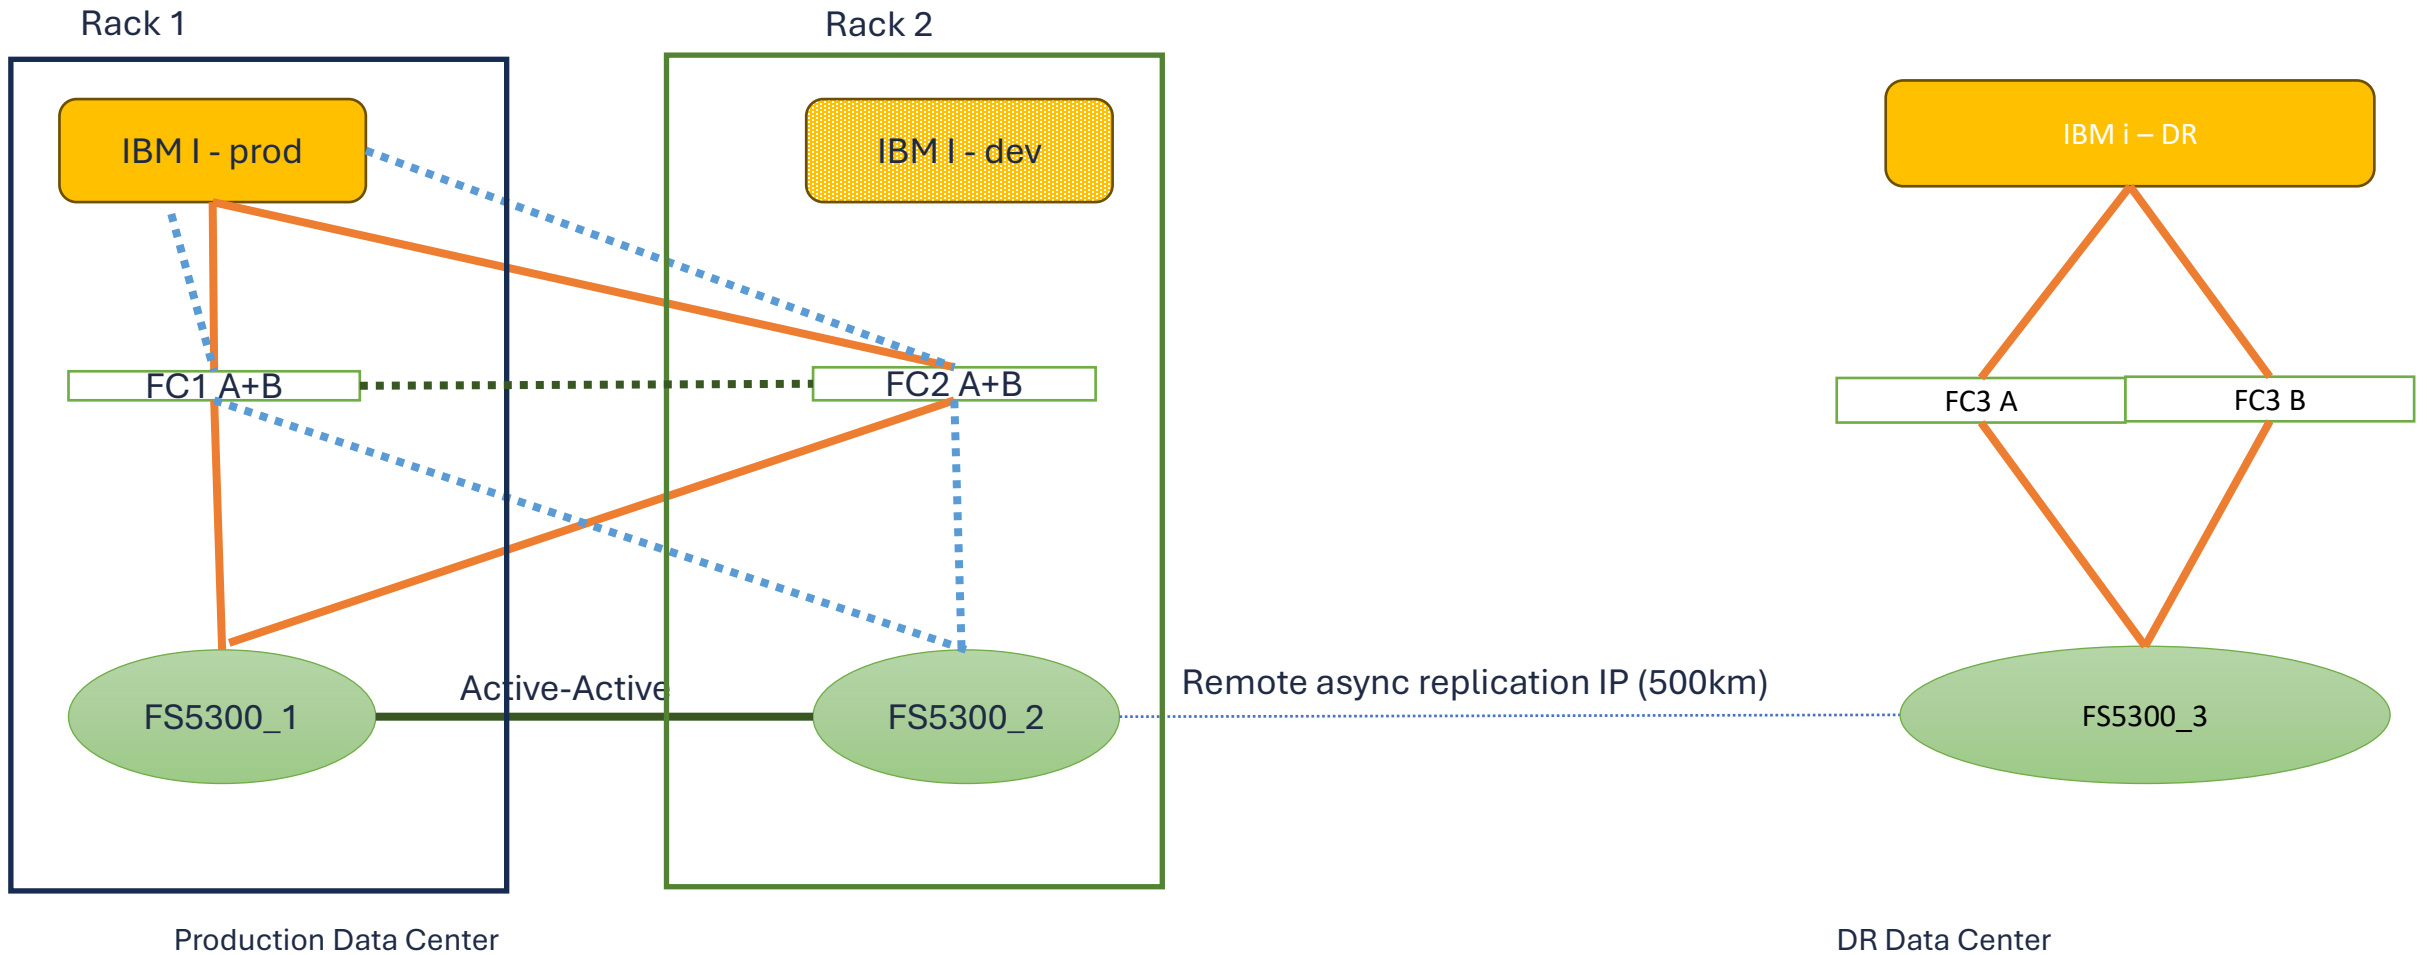 Rack 1
Rack 2
IBM I - prod
IBM I - dev
IBM i – DR
FC1 A+B
FC2 A+B
FC3 A
FC3 B
Active-Active
Remote async replication IP (500km)
FS5300_1
FS5300_2
FS5300_3
Production Data Center
DR Data Center